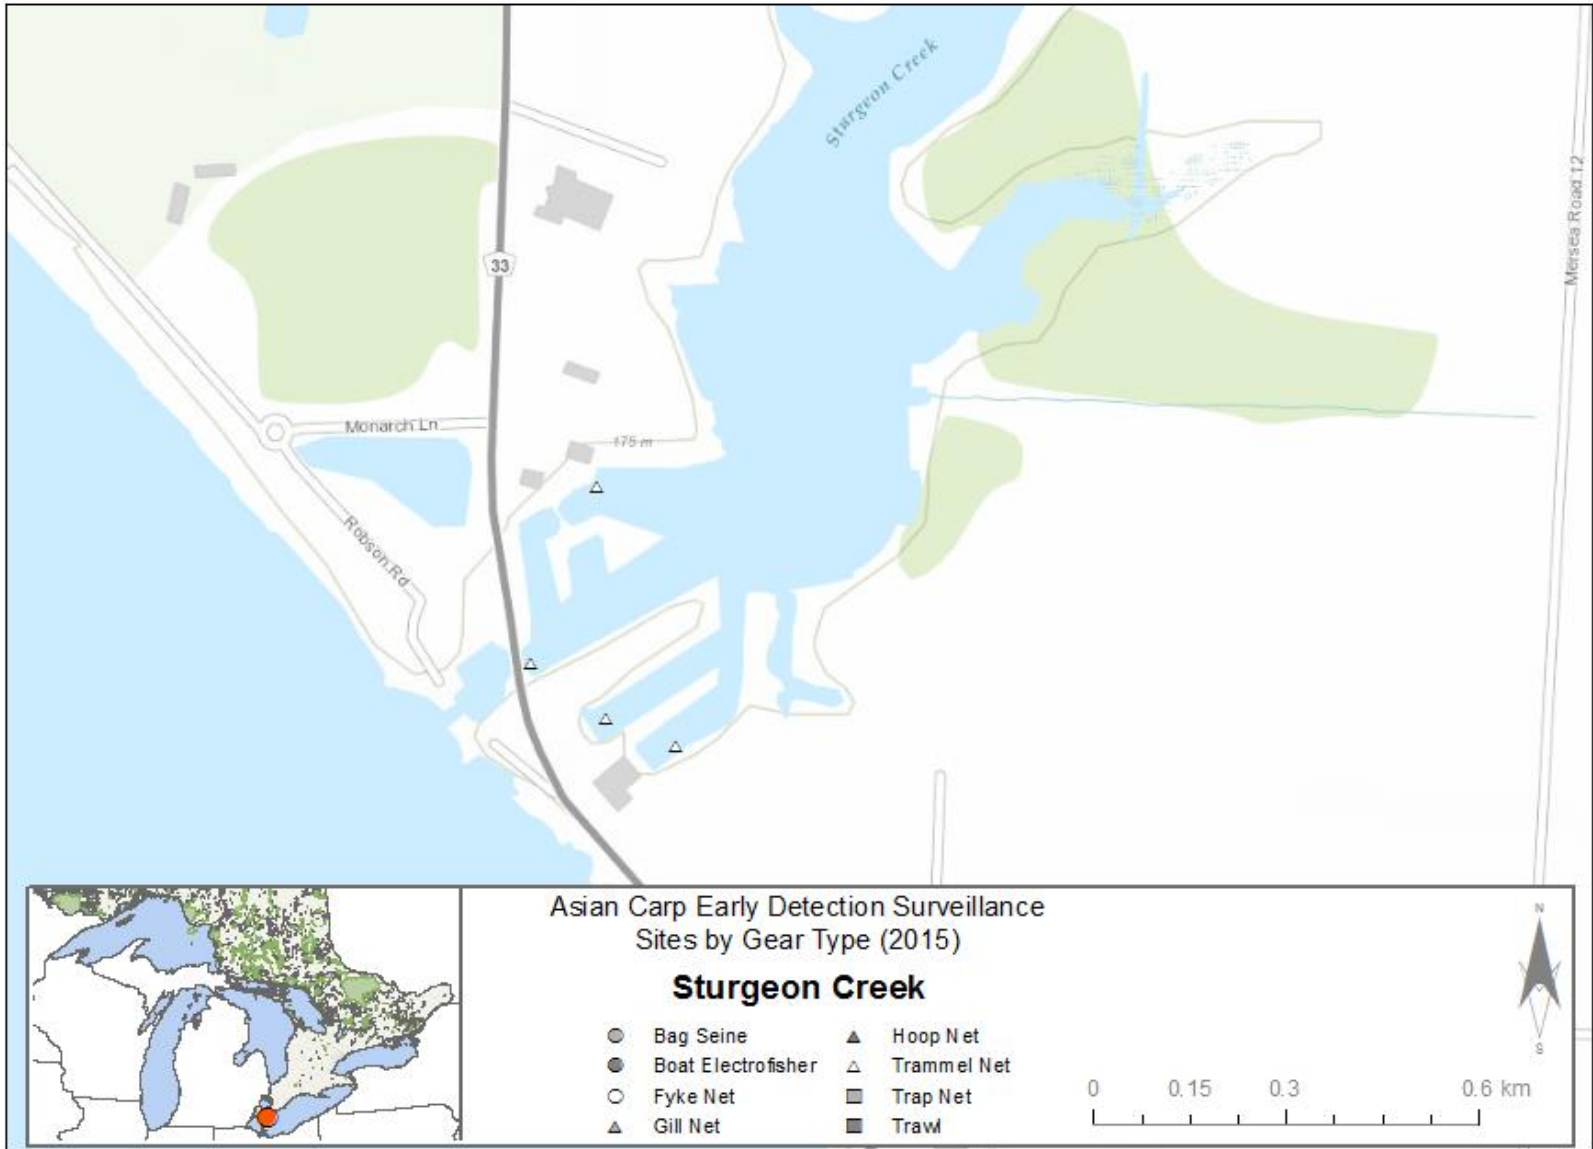 Sturgeon Creek
Mersea Road 12
33
Monarch Ln
175 m
Robson Rd
Asian Carp Early Detection Surveillance
Sites by Gear Type (2015)
Sturgeon Creek
Bag Seine
Boat Electrofisher
Fyke Net
Gill Net
Hoop Net
Trammel Net
Trap Net
Trawl
0 0.15 0.3 0.6 km
N
S